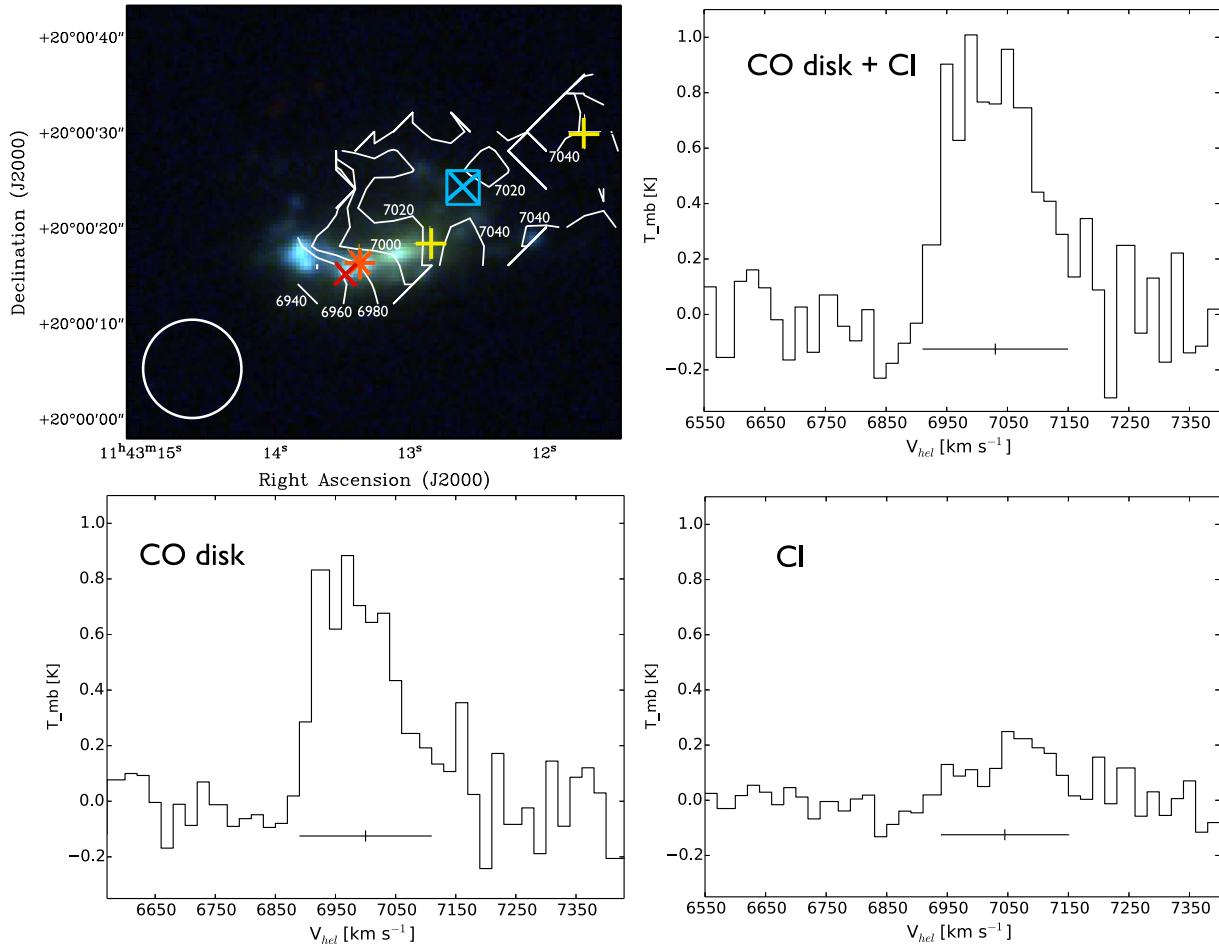 +20°00′40″
+20°00′30″
+20°00′20″
+20°00′10″
+20°00′00″
Declination (J2000)
7040
7020
7020
7040
7040
7000
6940
6960
6980
11ʰ43ᵐ15ˢ
14ˢ
13ˢ
12ˢ
Right Ascension (J2000)
CO disk + Cl
T_mb [K]
1.0
0.8
0.6
0.4
0.2
0.0
−0.2
6550 6650 6750 6850 6950 7050 7150 7250 7350
V_hel [km s⁻¹]
CO disk
T_mb [K]
1.0
0.8
0.6
0.4
0.2
0.0
−0.2
6650 6750 6850 6950 7050 7150 7250 7350
V_hel [km s⁻¹]
Cl
T_mb [K]
1.0
0.8
0.6
0.4
0.2
0.0
−0.2
6550 6650 6750 6850 6950 7050 7150 7250 7350
V_hel [km s⁻¹]